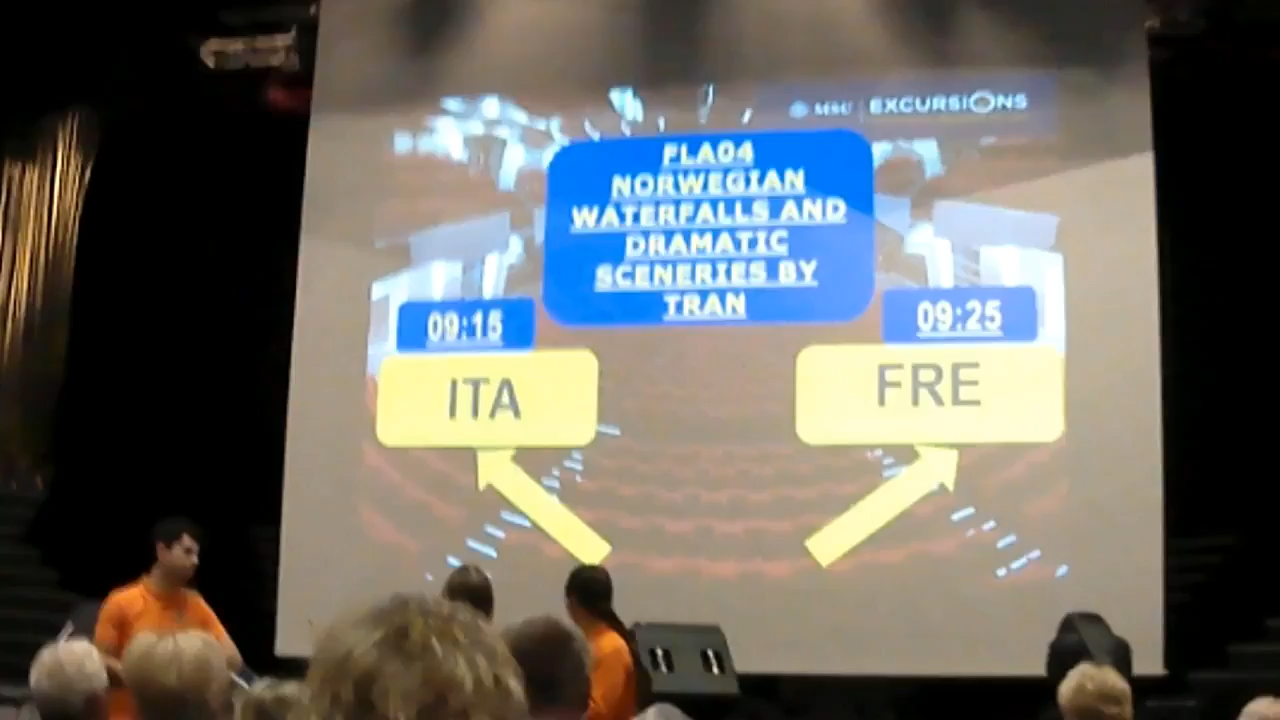 MSC | EXCURSIONS
FLA04
NORWEGIAN
WATERFALLS AND
DRAMATIC
SCENERIES BY
TRAN
09:15
09:25
ITA
FRE